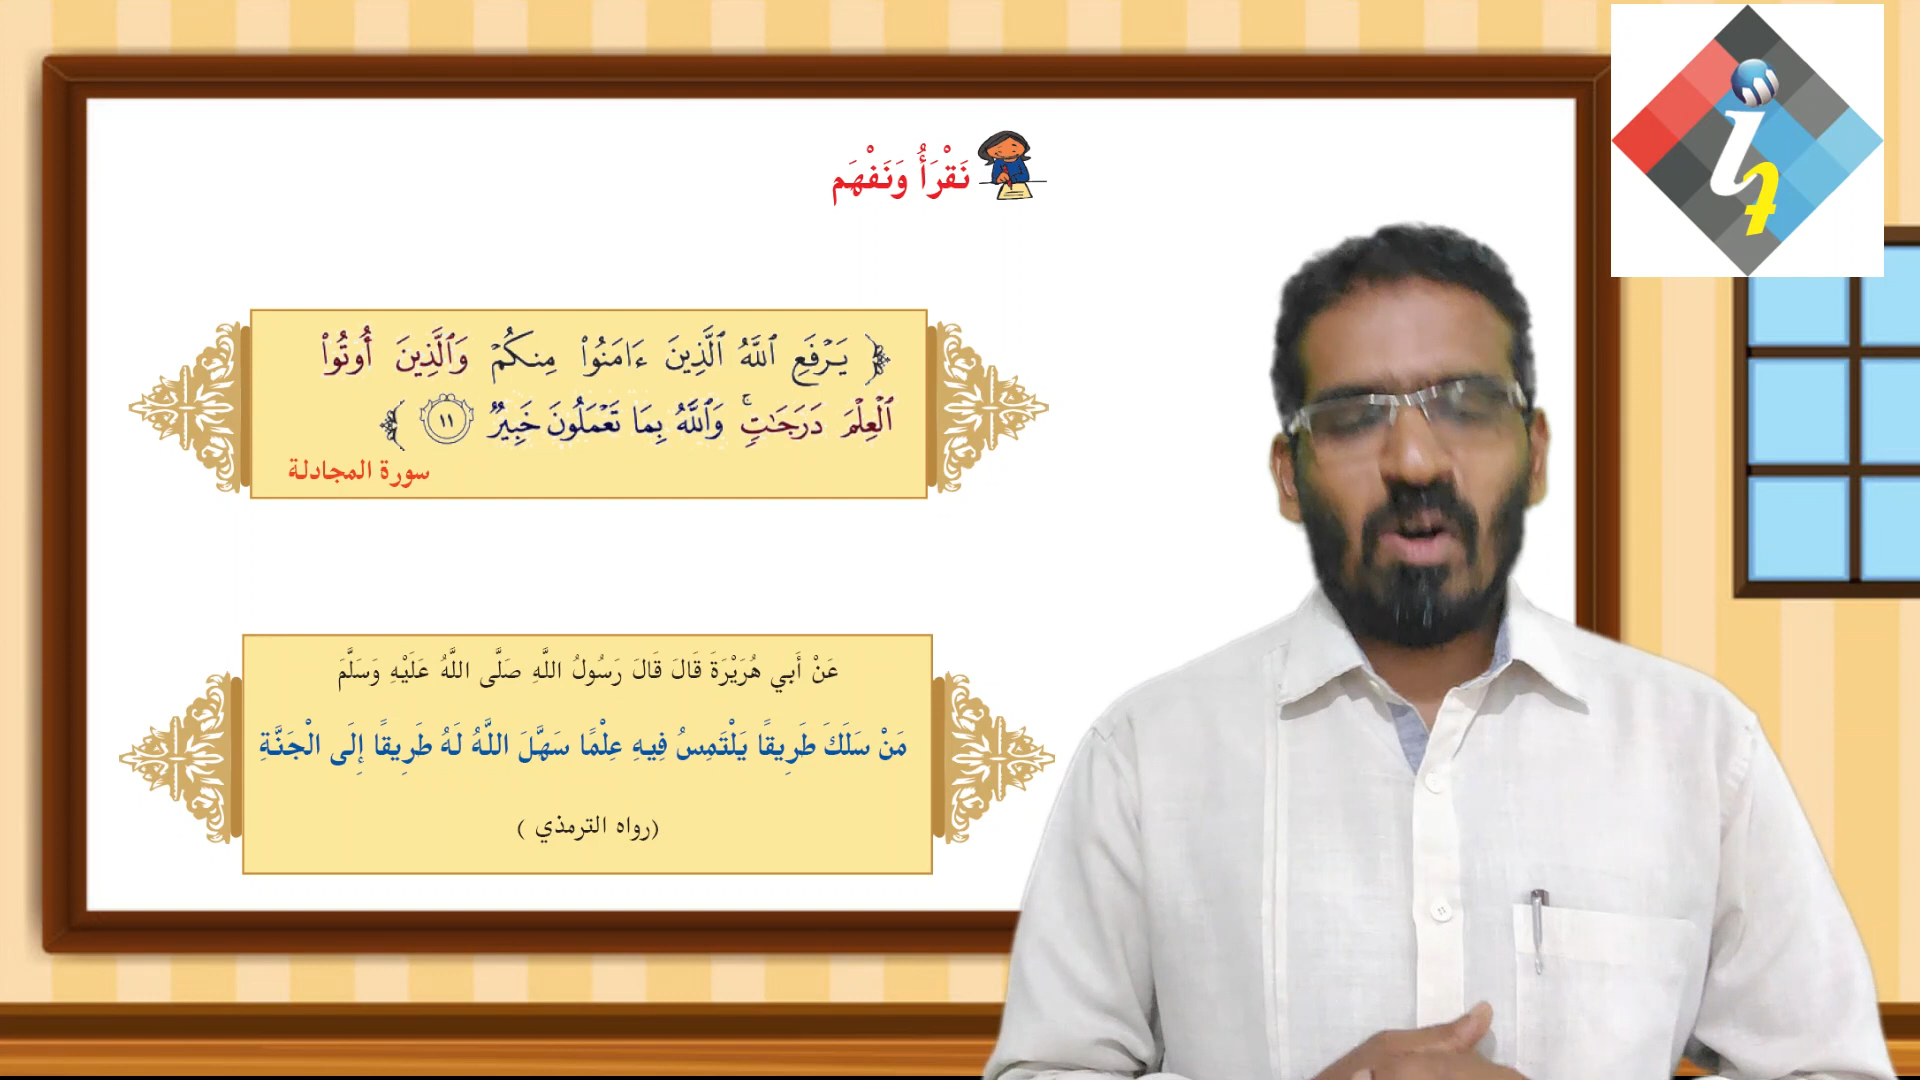 نَقْرَأُ وَنَفْهَم
﴿ يَرْفَعِ ٱللَّهُ ٱلَّذِينَ ءَامَنُوا۟ مِنكُمْ وَٱلَّذِينَ أُوتُوا۟
ٱلْعِلْمَ دَرَجَٰتٍ ۚ وَٱللَّهُ بِمَا تَعْمَلُونَ خَبِيرٌ ١١ ﴾
سورة المجادلة
عَنْ أَبِي هُرَيْرَةَ قَالَ قَالَ رَسُولُ اللَّهِ صَلَّى اللَّهُ عَلَيْهِ وَسَلَّمَ
مَنْ سَلَكَ طَرِيقًا يَلْتَمِسُ فِيهِ عِلْمًا سَهَّلَ اللَّهُ لَهُ طَرِيقًا إِلَى الْجَنَّةِ
(رواه الترمذي )